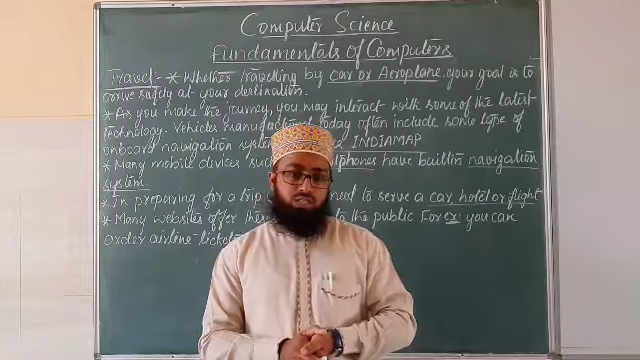 Computer Science
Fundamentals of Computers
Travel:- * Whether travelling by car or Aeroplane. your goal is to
arrive safely at your destination.
* As you make the journey, you may interact with some of the latest
technology. Vehicles manufactured today often include some type of
onboard navigation system INDIAMAP
* Many mobile devices such phones have builtin navigation
system.
* In preparing for a trip need to serve a car, hotel or flight
* Many websites offer these to the public For ex: you can
order airline tickets